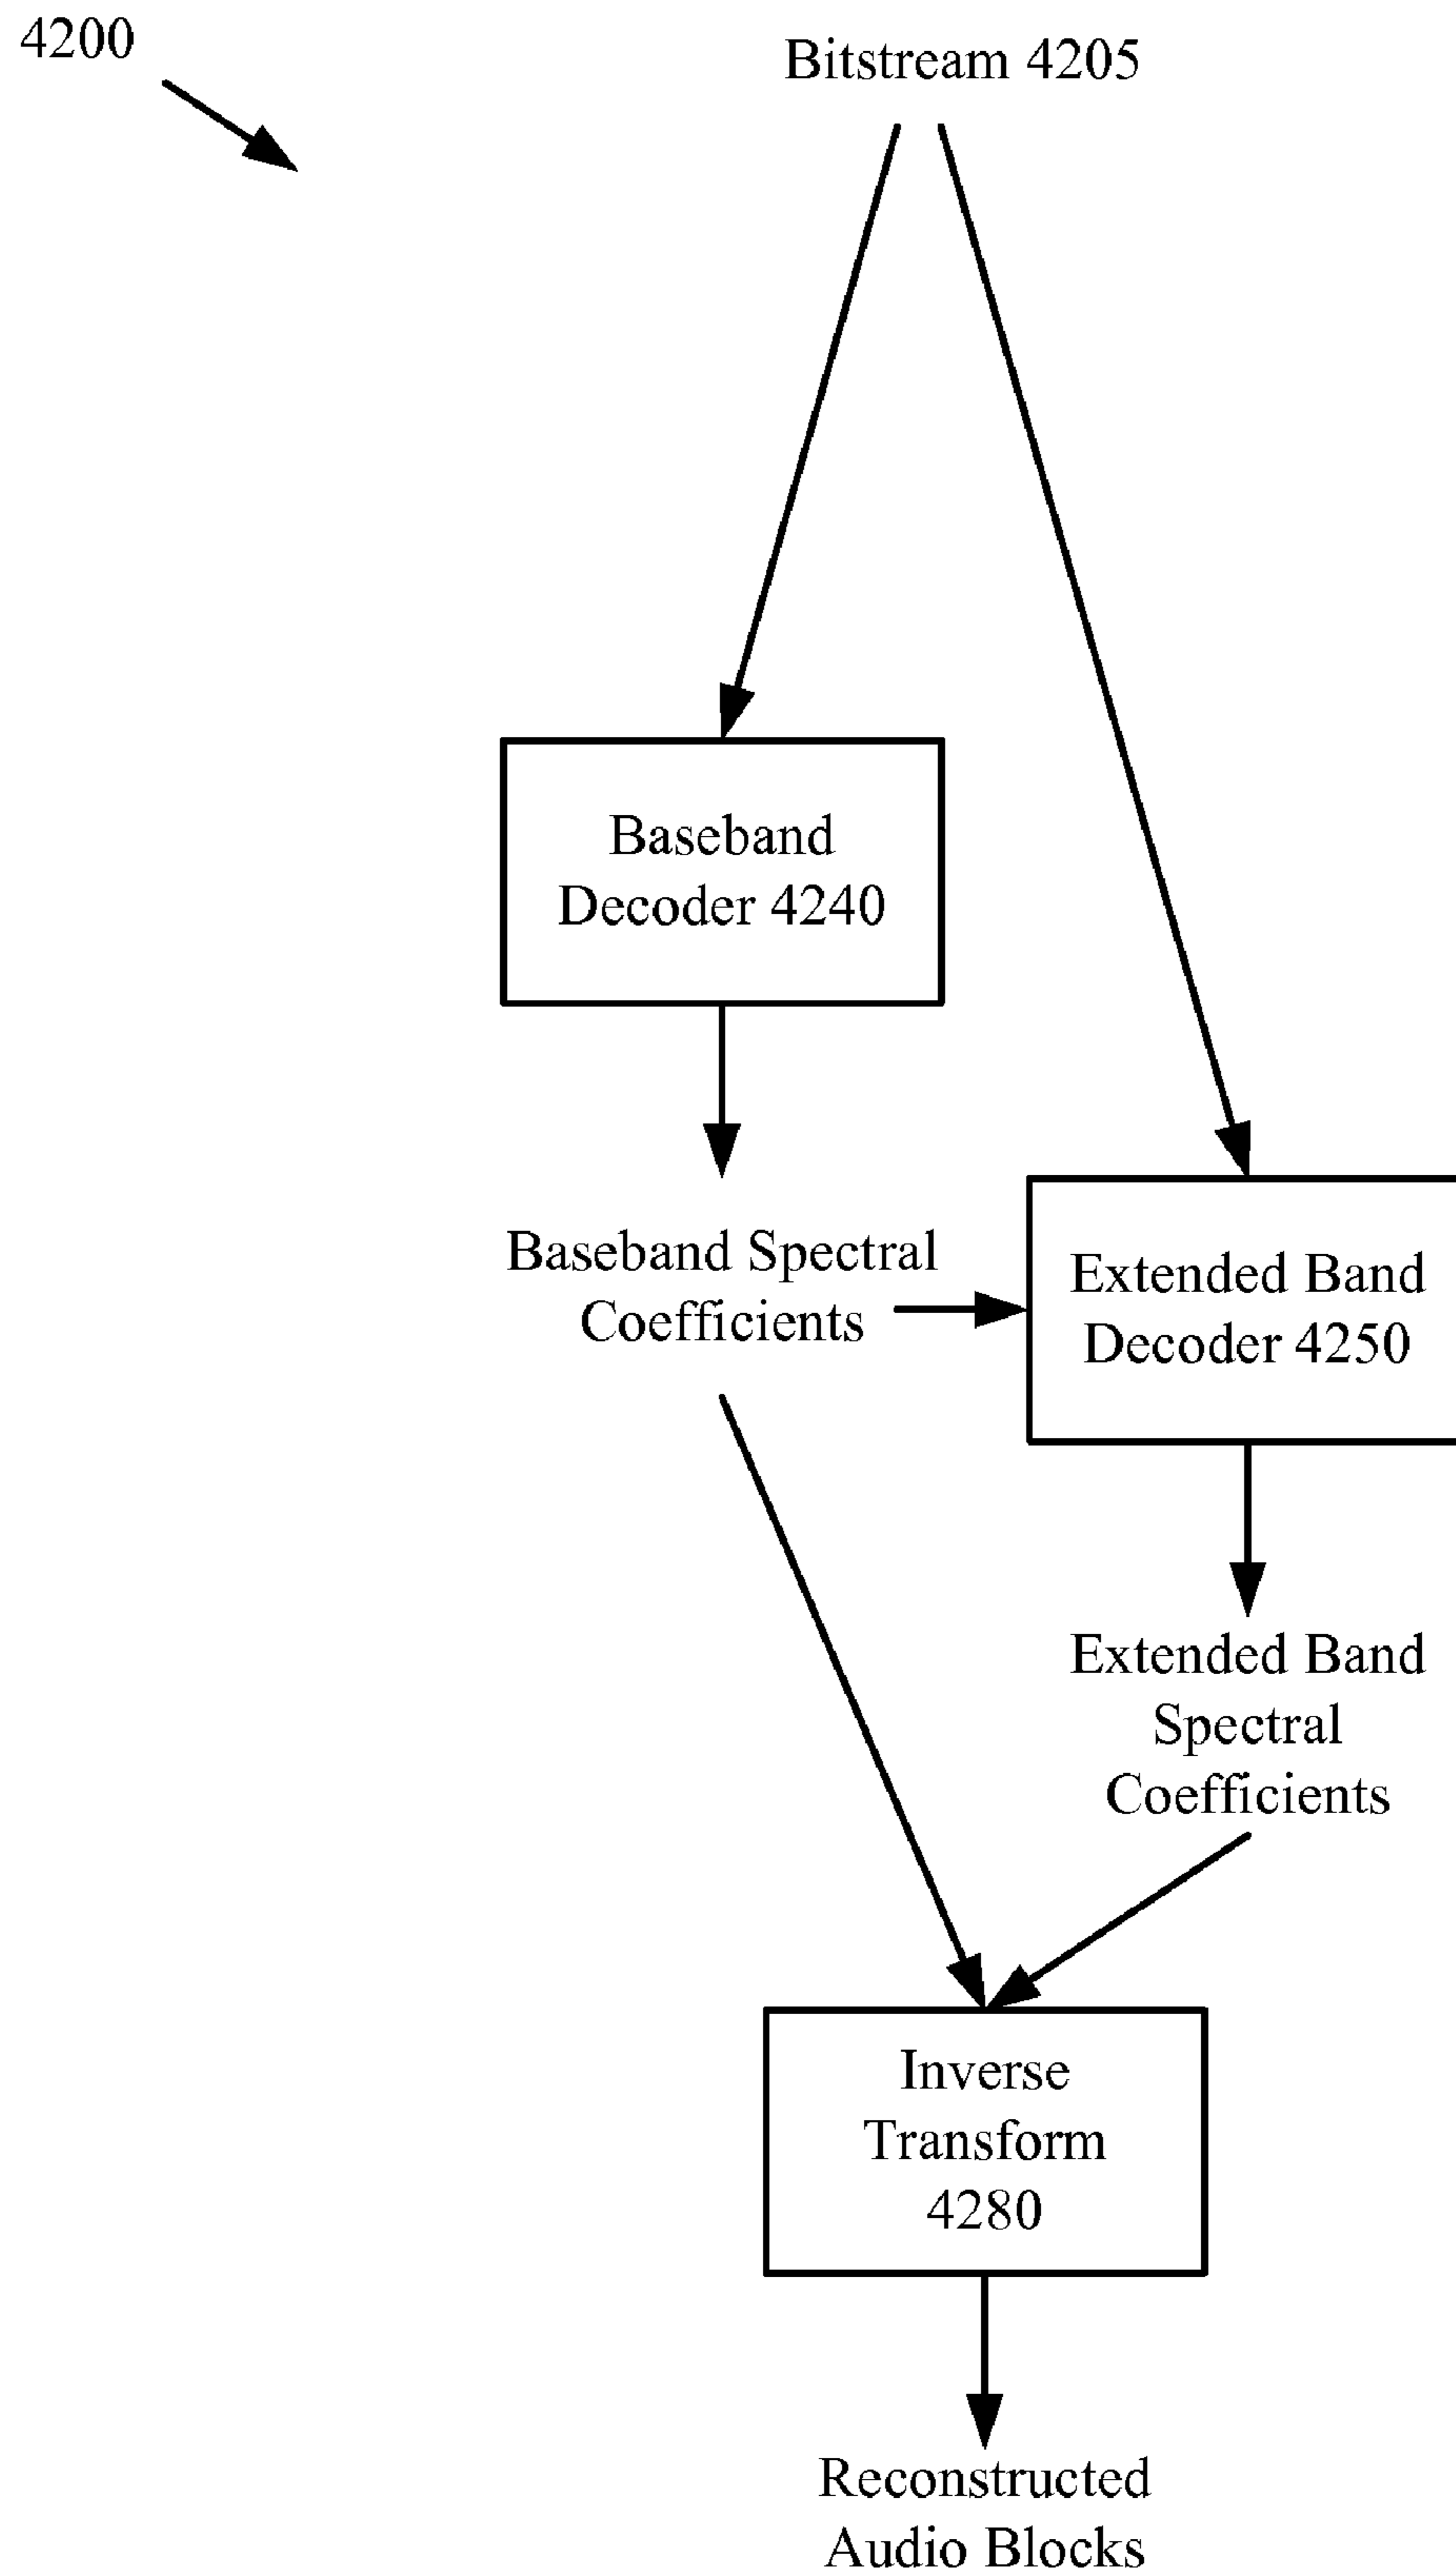 4200
Bitstream 4205
Baseband
Decoder 4240
Baseband Spectral
Coefficients
Extended Band
Decoder 4250
Extended Band
Spectral
Coefficients
Inverse
Transform
4280
Reconstructed
Audio Blocks